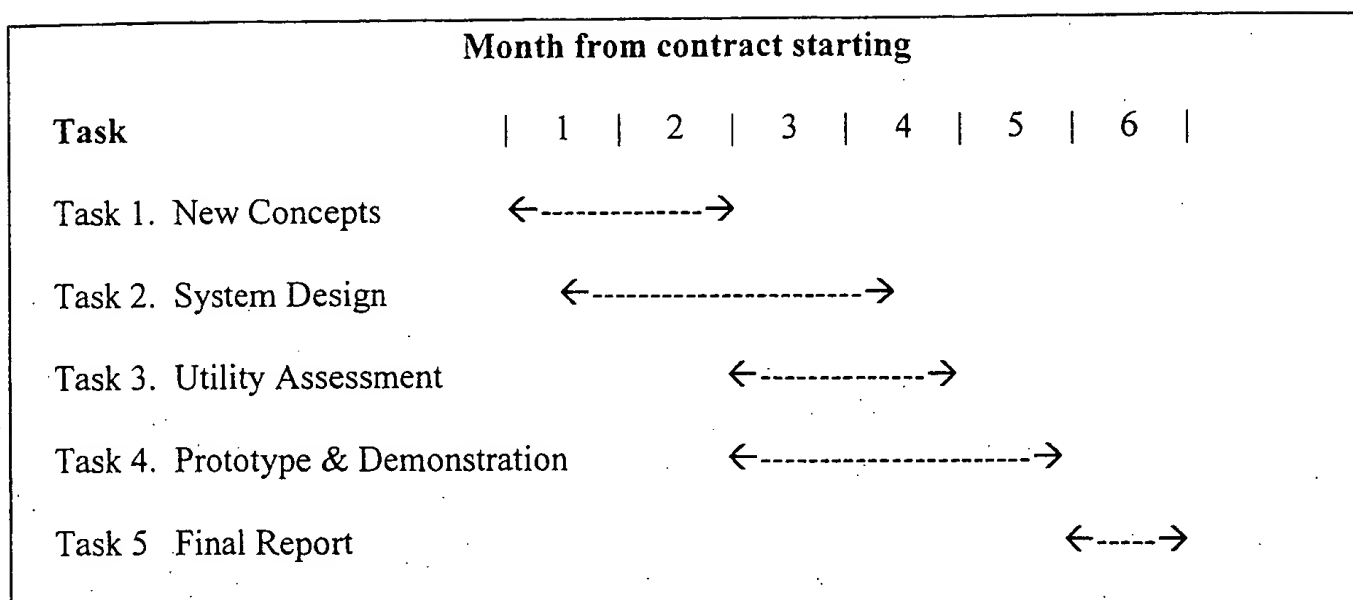 Month from contract starting
Task | 1 | 2 | 3 | 4 | 5 | 6 |
Task 1. New Concepts ←--------------→
Task 2. System Design ←---------------------→
Task 3. Utility Assessment ←--------------→
Task 4. Prototype & Demonstration ←----------------------→
Task 5 Final Report ←-----→